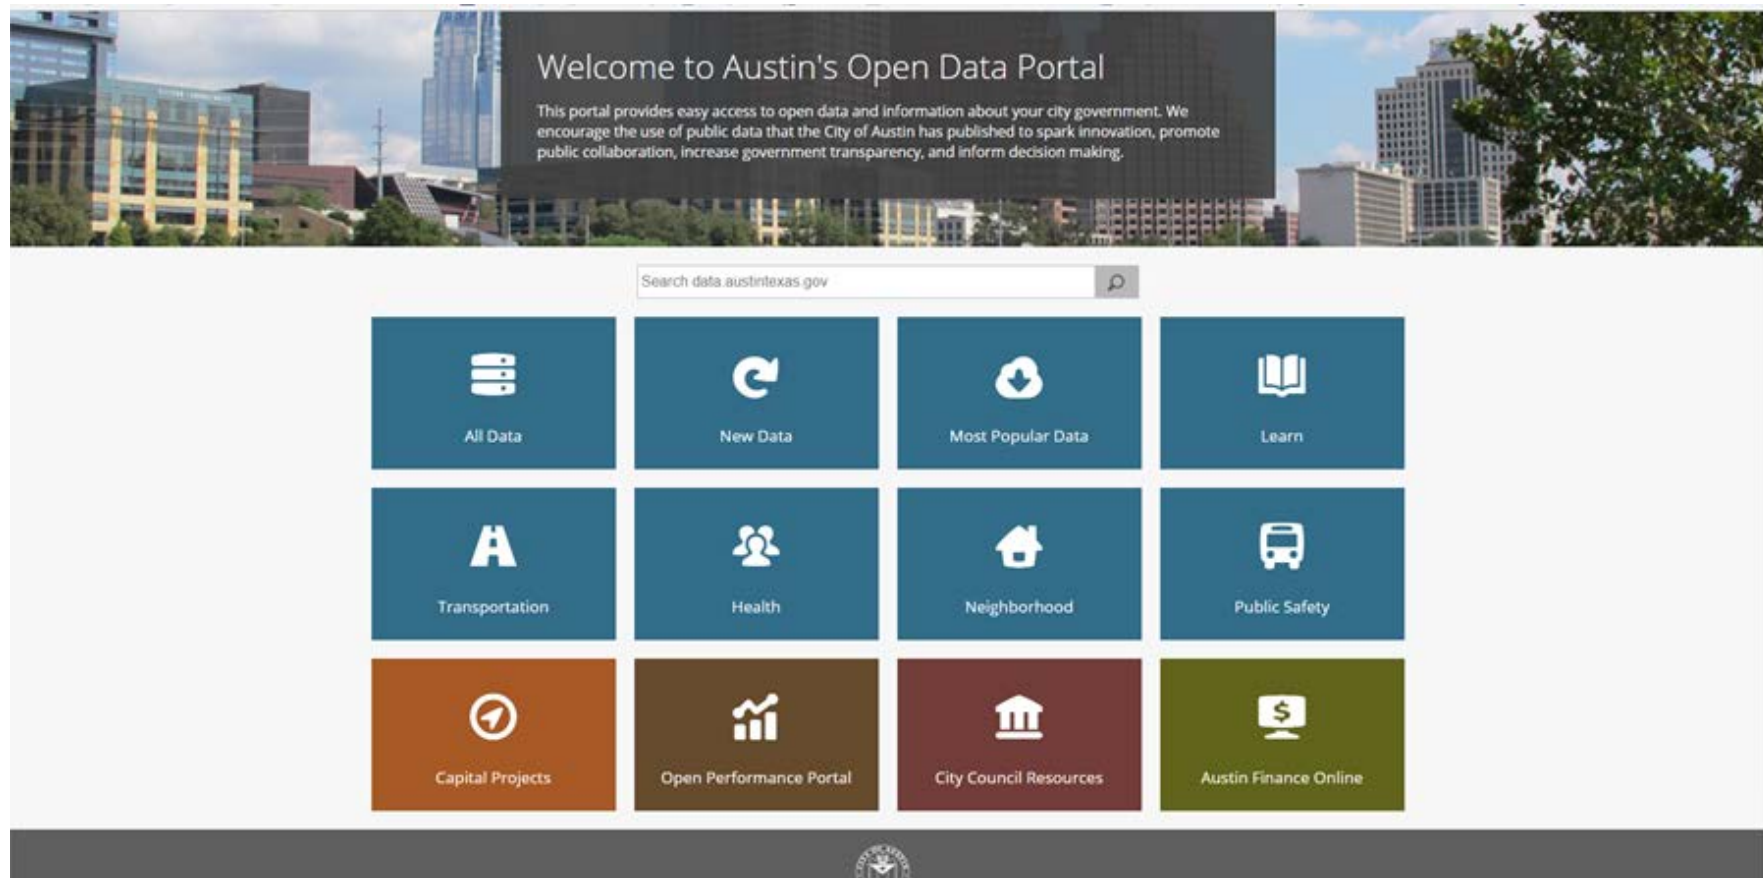 Welcome to Austin's Open Data Portal
This portal provides easy access to open data and information about your city government. We
encourage the use of public data that the City of Austin has published to spark innovation, promote
public collaboration, increase government transparency, and inform decision making.
Search data.austintexas.gov
All Data
New Data
Most Popular Data
Learn
Transportation
Health
Neighborhood
Public Safety
Capital Projects
Open Performance Portal
City Council Resources
Austin Finance Online